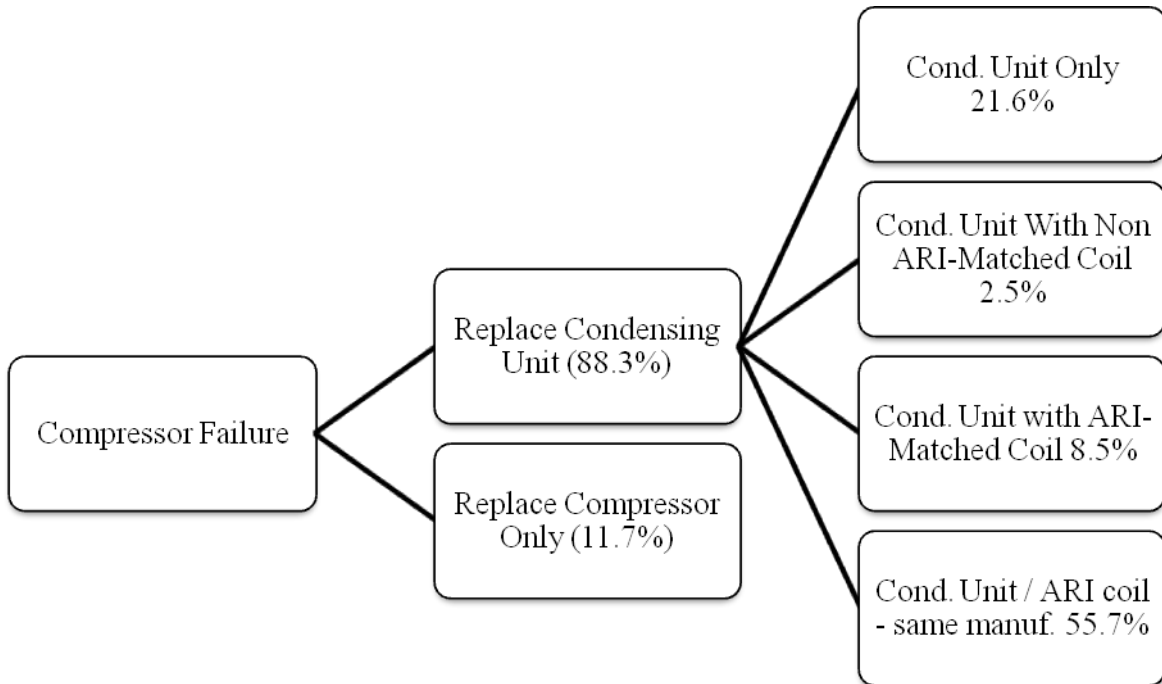 Compressor Failure
Replace Condensing
Unit (88.3%)
Replace Compressor
Only (11.7%)
Cond. Unit Only
21.6%
Cond. Unit With Non
ARI-Matched Coil
2.5%
Cond. Unit with ARI-
Matched Coil 8.5%
Cond. Unit / ARI coil
- same manuf. 55.7%